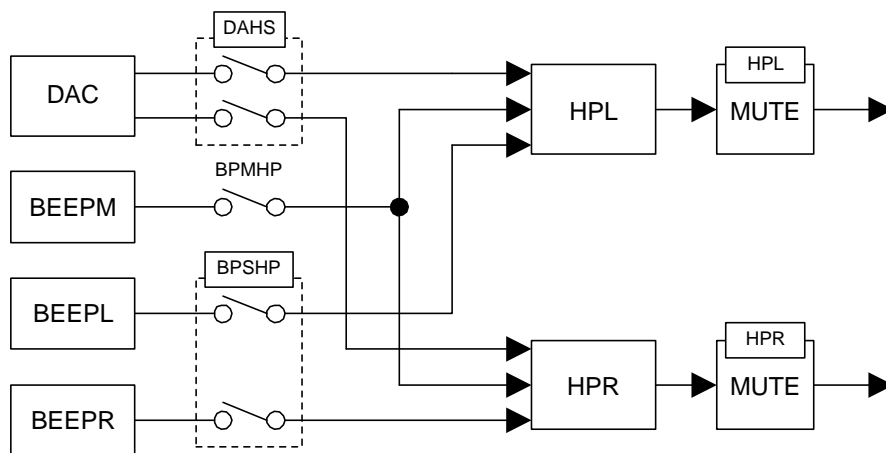 DAHS
DAC
BPMHP
BEEPM
BPSHP
BEEPL
BEEPR
HPL
HPL
MUTE
HPR
HPR
MUTE